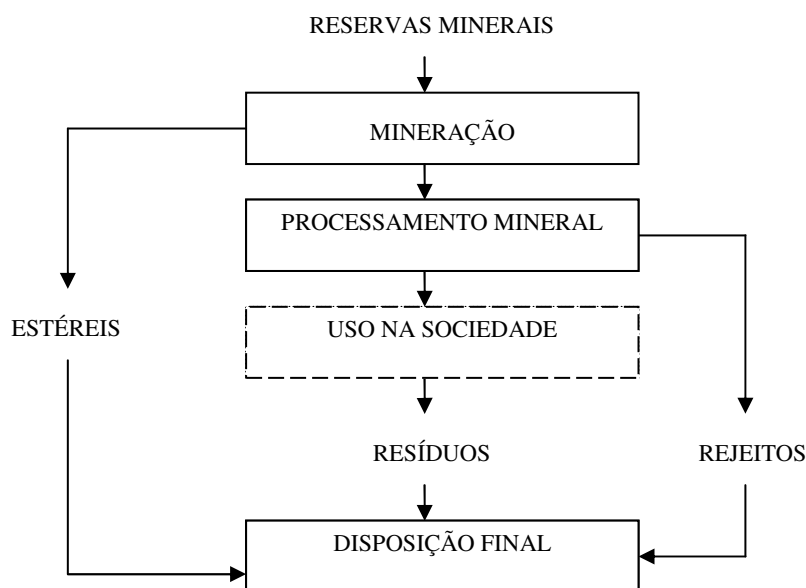 RESERVAS MINERAIS
MINERAÇÃO
PROCESSAMENTO MINERAL
ESTÉREIS
USO NA SOCIEDADE
RESÍDUOS
REJEITOS
DISPOSIÇÃO FINAL